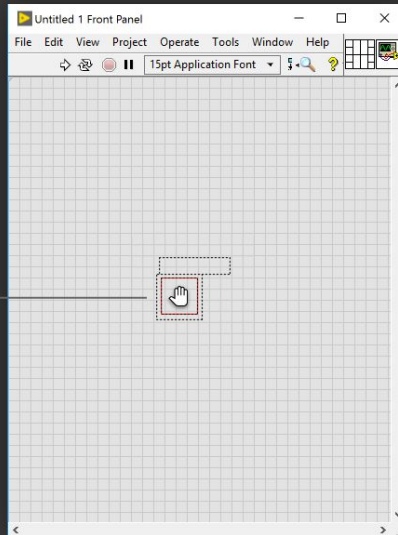 Untitled 1 Front Panel
File Edit View Project Operate Tools Window Help
15pt Application Font